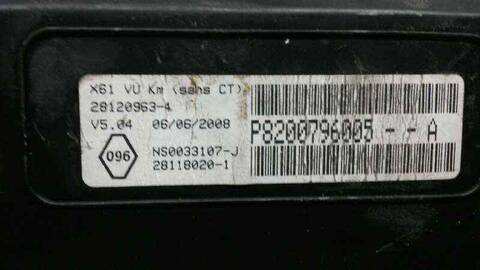 X61 VU Km (sans CT)
28120963-4
V5.04 06/06/2008
P8200796005--A
096
NS0033107-J
28118020-1